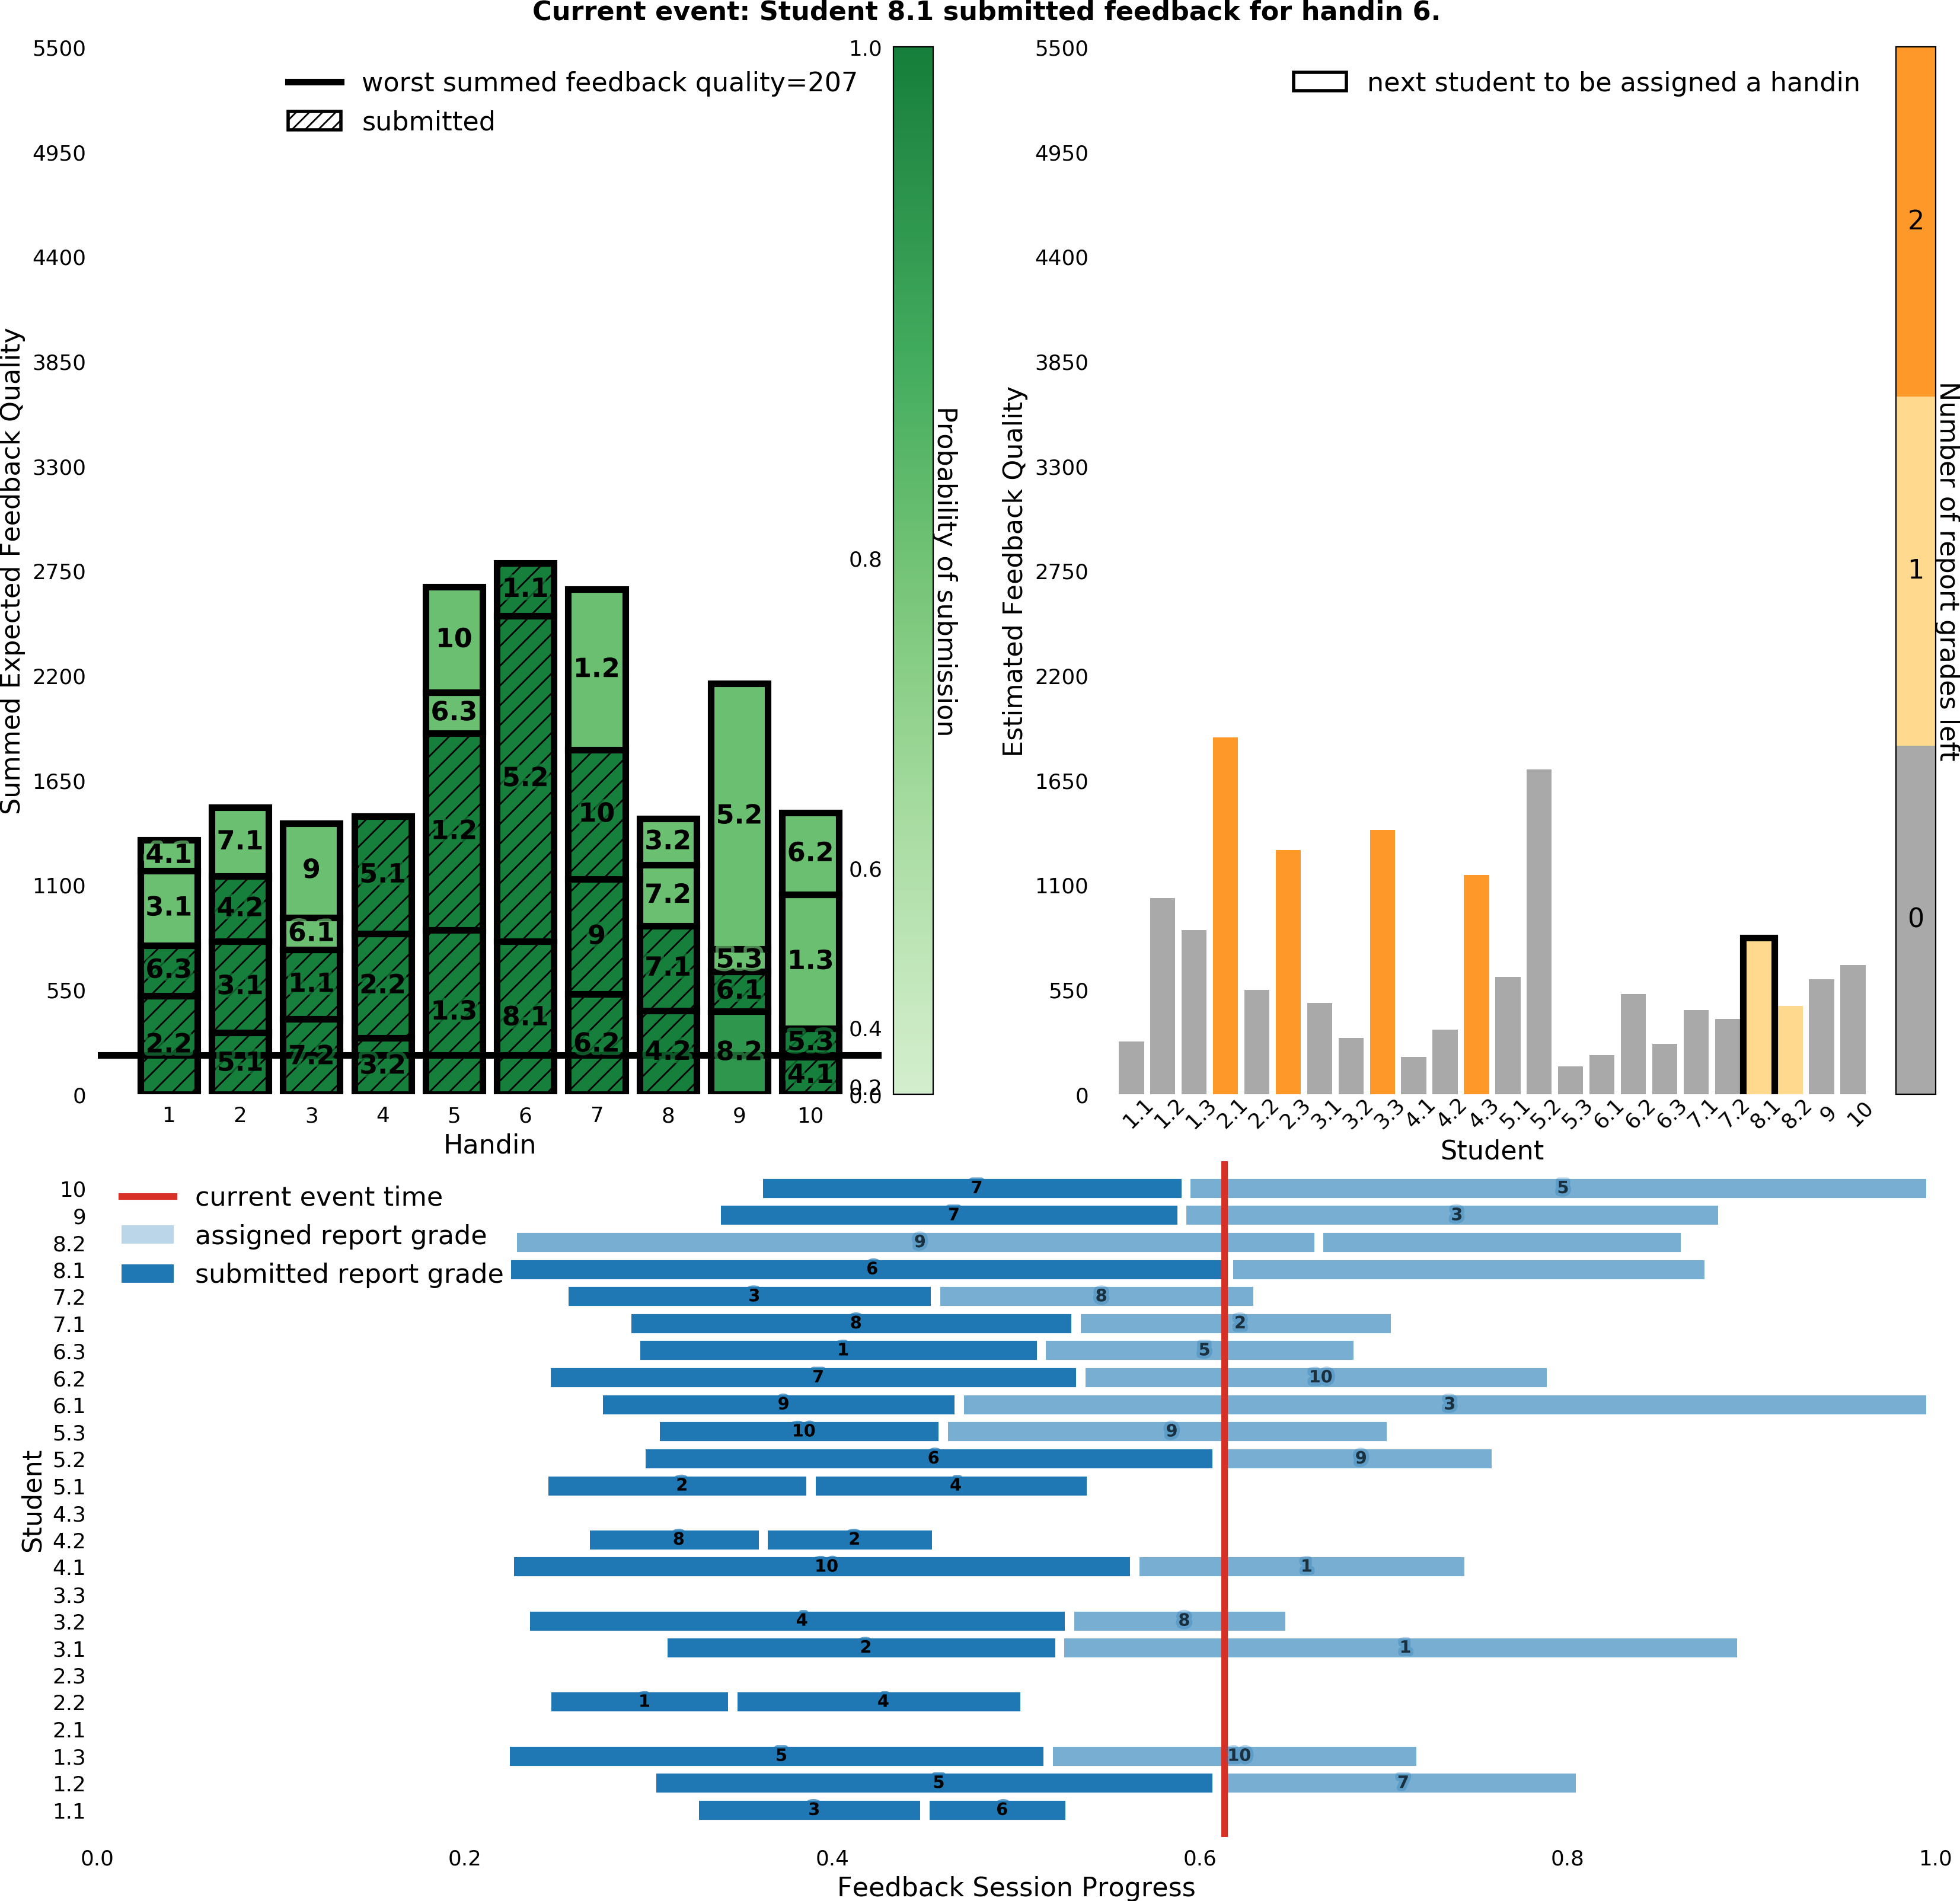 Current event: Student 8.1 submitted feedback for handin 6.
Summed Expected Feedback Quality
5500
4950
4400
3850
3300
2750
2200
1650
1100
550
0
worst summed feedback quality=207
submitted
4.1
3.1
6.3
2.2
7.1
4.2
3.1
5.1
9
6.1
1.1
7.2
5.1
2.2
3.2
10
6.3
1.2
1.3
1.1
5.2
8.1
1.2
10
9
6.2
3.2
7.2
7.1
4.2
5.2
5.3
6.1
8.2
6.2
1.3
5.3
4.1
1 2 3 4 5 6 7 8 9 10
Handin
1.0
0.8
0.6
0.4
0.2
0.0
Probability of submission
Estimated Feedback Quality
5500
4950
4400
3850
3300
2750
2200
1650
1100
550
0
next student to be assigned a handin
1.1 1.2 1.3 2.1 2.2 2.3 3.1 3.2 3.3 4.1 4.2 4.3 5.1 5.2 5.3 6.1 6.2 6.3 7.1 7.2 8.1 8.2 9 10
Student
2
1
0
Number of report grades left
current event time
assigned report grade
submitted report grade
Student
10 7 5
9 7 3
8.2 9
8.1 6
7.2 3 8
7.1 8 2
6.3 1 5
6.2 7 10
6.1 9 3
5.3 10 9
5.2 6 9
5.1 2 4
4.3
4.2 8 2
4.1 10 1
3.3
3.2 4 8
3.1 2 1
2.3
2.2 1 4
2.1
1.3 5 10
1.2 5 7
1.1 3 6
0.0 0.2 0.4 0.6 0.8 1.0
Feedback Session Progress